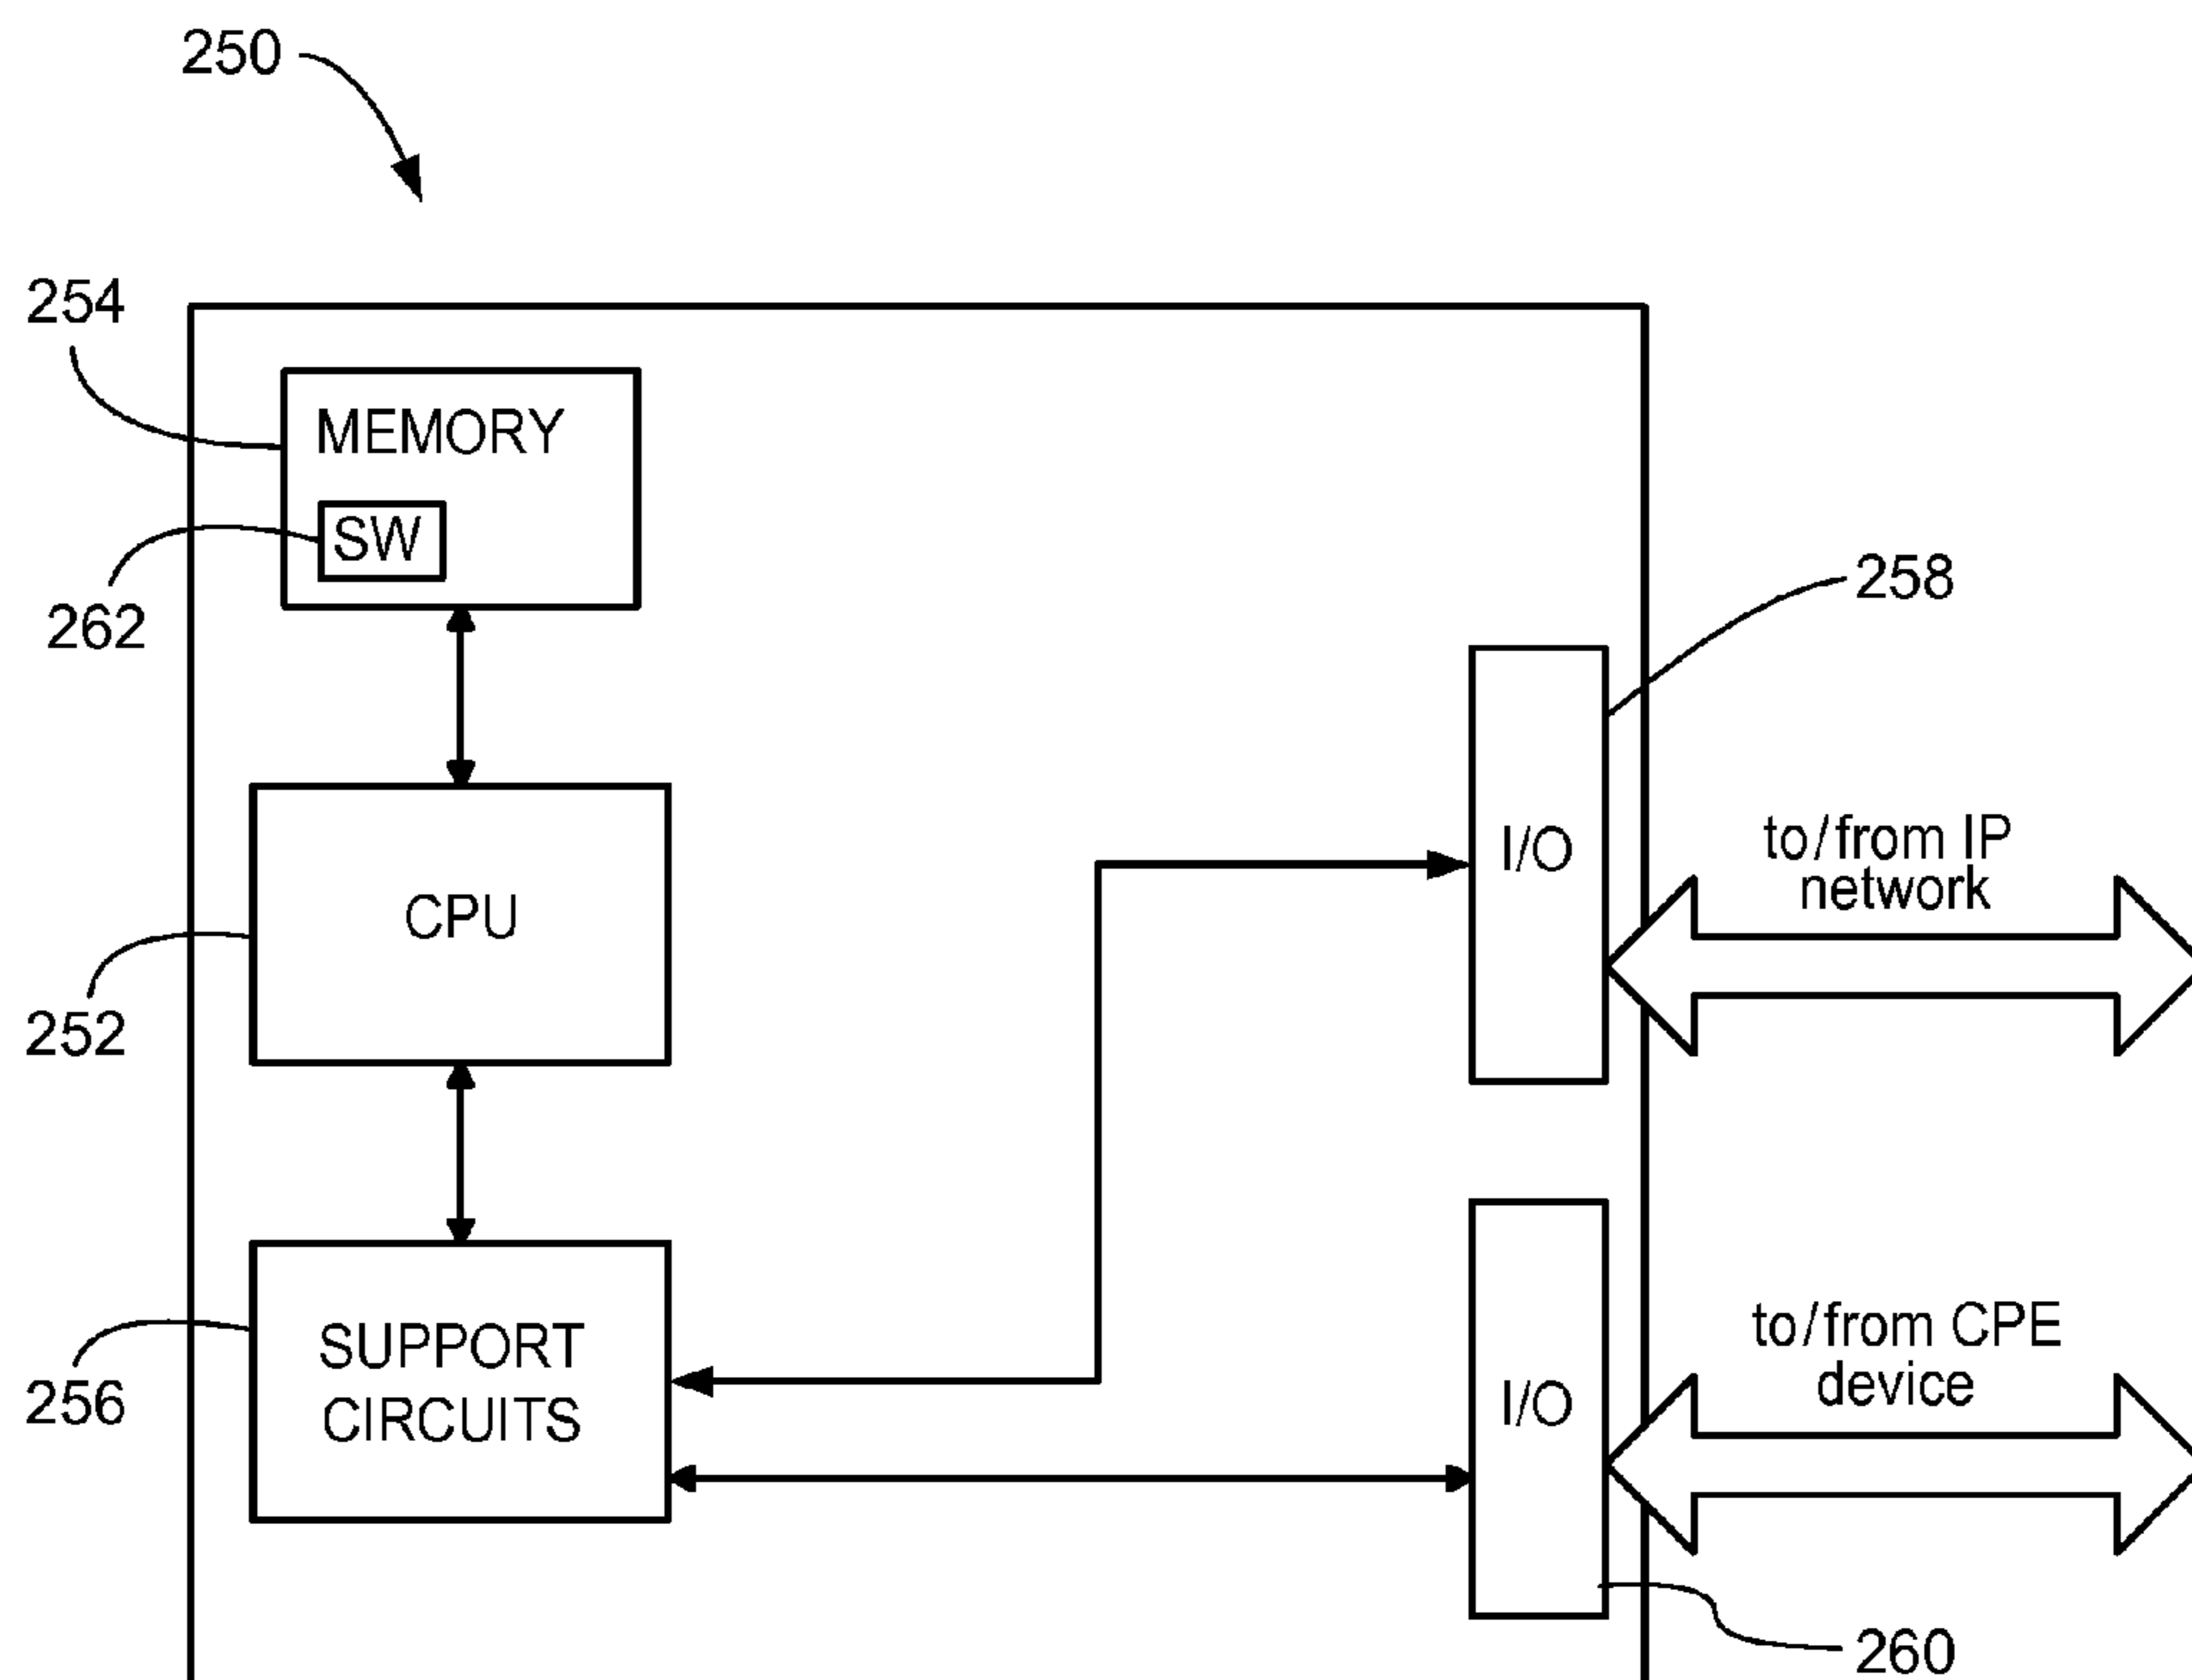 250
254
MEMORY
SW
262
258
I/O
to/from IP
network
CPU
252
SUPPORT
CIRCUITS
256
I/O
to/from CPE
device
260